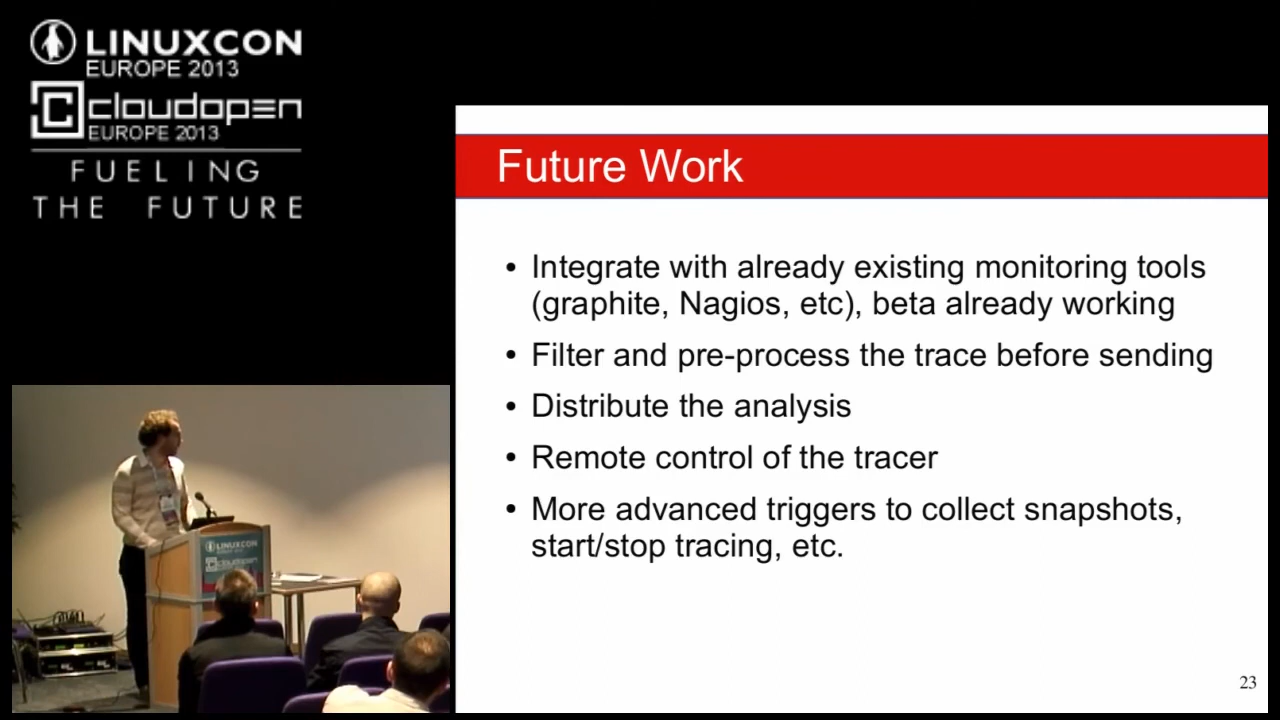 LINUXCON
EUROPE 2013
cloudopen
EUROPE 2013
FUELING
THE FUTURE
Future Work
• Integrate with already existing monitoring tools
(graphite, Nagios, etc), beta already working
• Filter and pre-process the trace before sending
• Distribute the analysis
• Remote control of the tracer
• More advanced triggers to collect snapshots,
start/stop tracing, etc.
23
LINUXCON
cloudopen